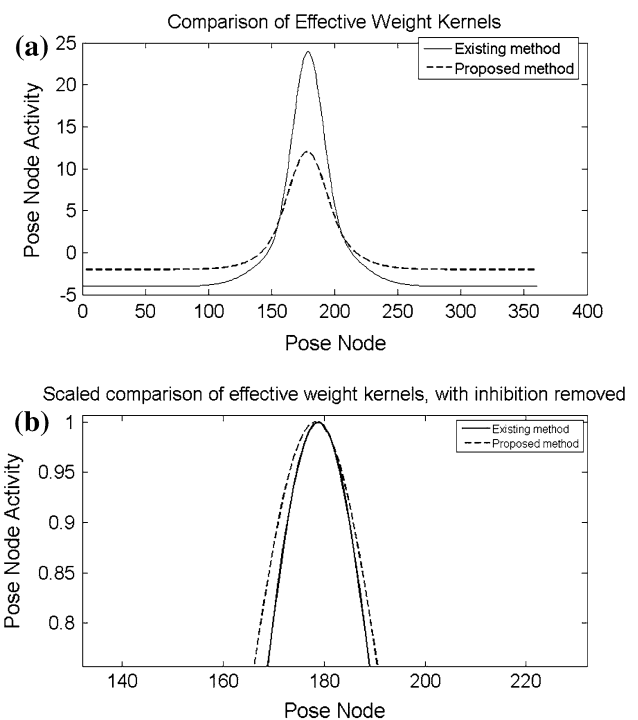 Comparison of Effective Weight Kernels
(a)
25
20
15
10
5
0
-5
Pose Node Activity
Existing method
Proposed method
0 50 100 150 200 250 300 350 400
Pose Node
Scaled comparison of effective weight kernels, with inhibition removed
(b)
1
0.95
0.9
0.85
0.8
Pose Node Activity
Existing method
Proposed method
140 160 180 200 220
Pose Node